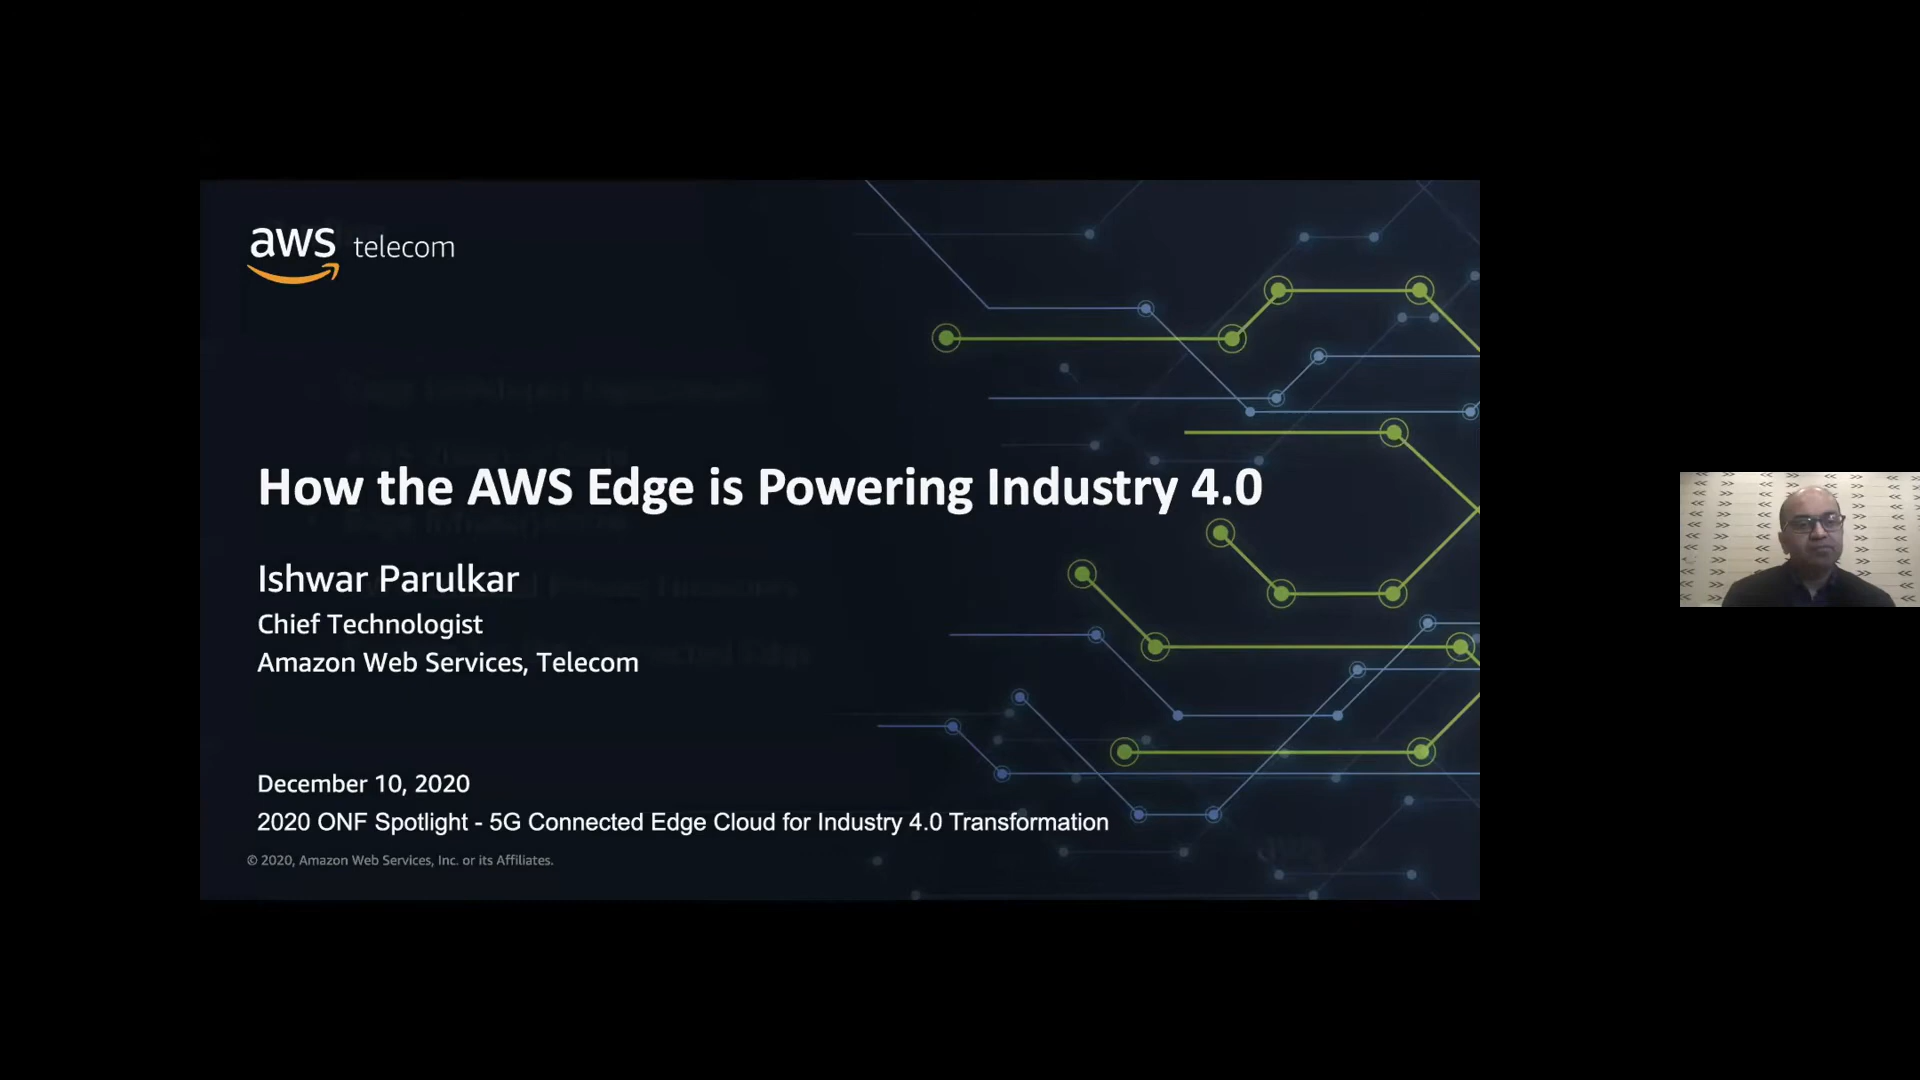 aws telecom
How the AWS Edge is Powering Industry 4.0
Ishwar Parulkar
Chief Technologist
Amazon Web Services, Telecom
December 10, 2020
2020 ONF Spotlight - 5G Connected Edge Cloud for Industry 4.0 Transformation
© 2020, Amazon Web Services, Inc. or its Affiliates.